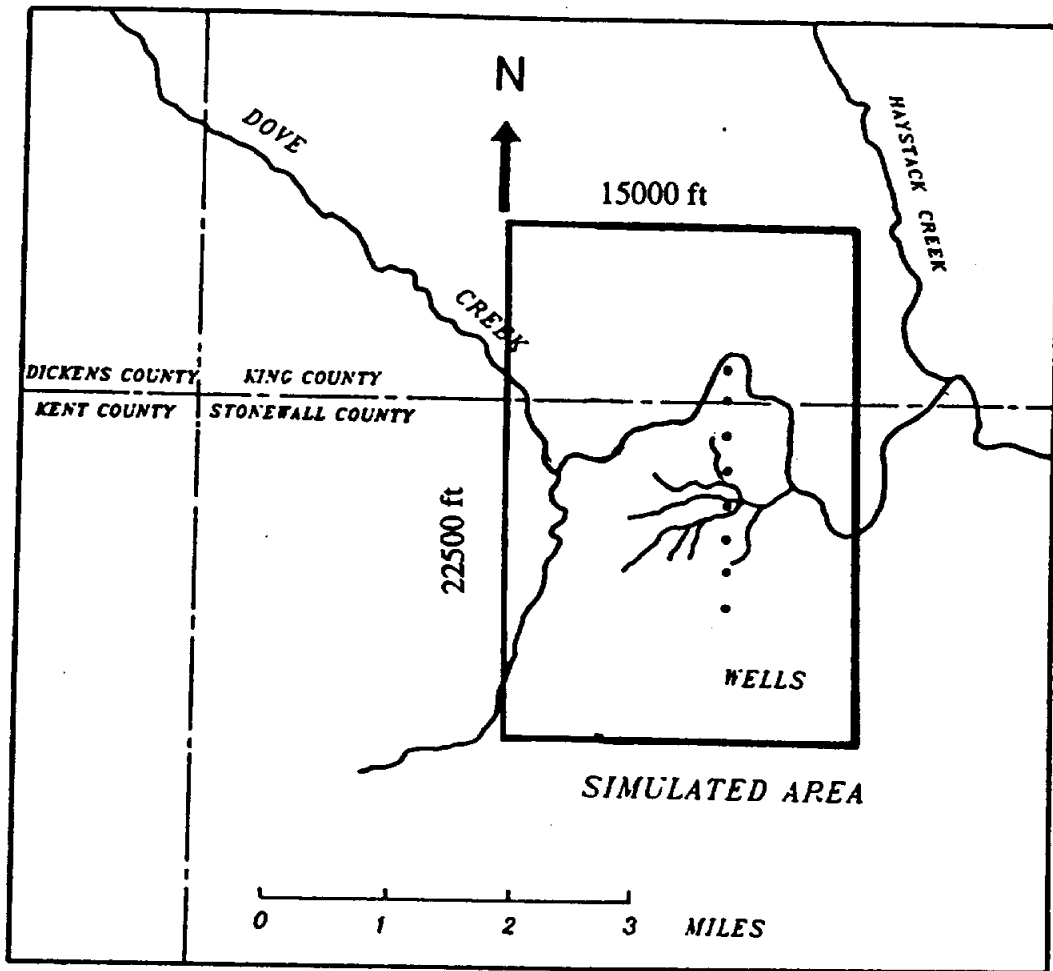 N
DOVE
CREEK
HAYSTACK CREEK
15000 ft
DICKENS COUNTY
KING COUNTY
KENT COUNTY
STONEWALL COUNTY
22500 ft
WELLS
SIMULATED AREA
0 1 2 3 MILES